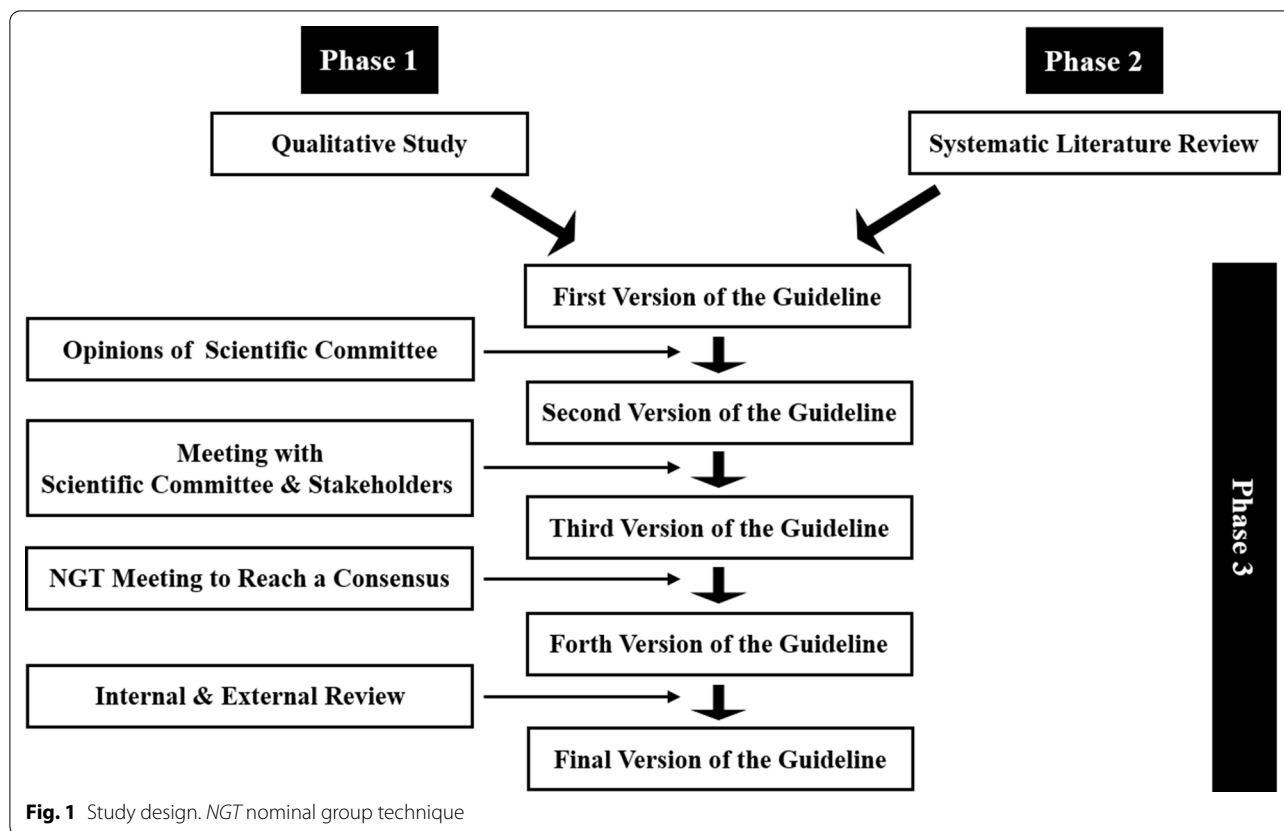 Phase 1
Phase 2
Qualitative Study
Systematic Literature Review
First Version of the Guideline
Opinions of Scientific Committee
Second Version of the Guideline
Meeting with
Scientific Committee & Stakeholders
Third Version of the Guideline
NGT Meeting to Reach a Consensus
Forth Version of the Guideline
Internal & External Review
Final Version of the Guideline
Phase 3
Fig. 1 Study design. NGT nominal group technique